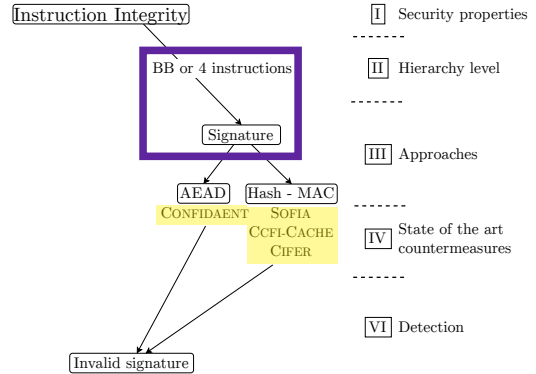 Instruction Integrity
I Security properties
BB or 4 instructions
II Hierarchy level
Signature
III Approaches
AEAD
Hash - MAC
CONFIDAENT
SOFIA
CCFI-CACHE
CIFER
IV State of the art
countermeasures
VI Detection
Invalid signature